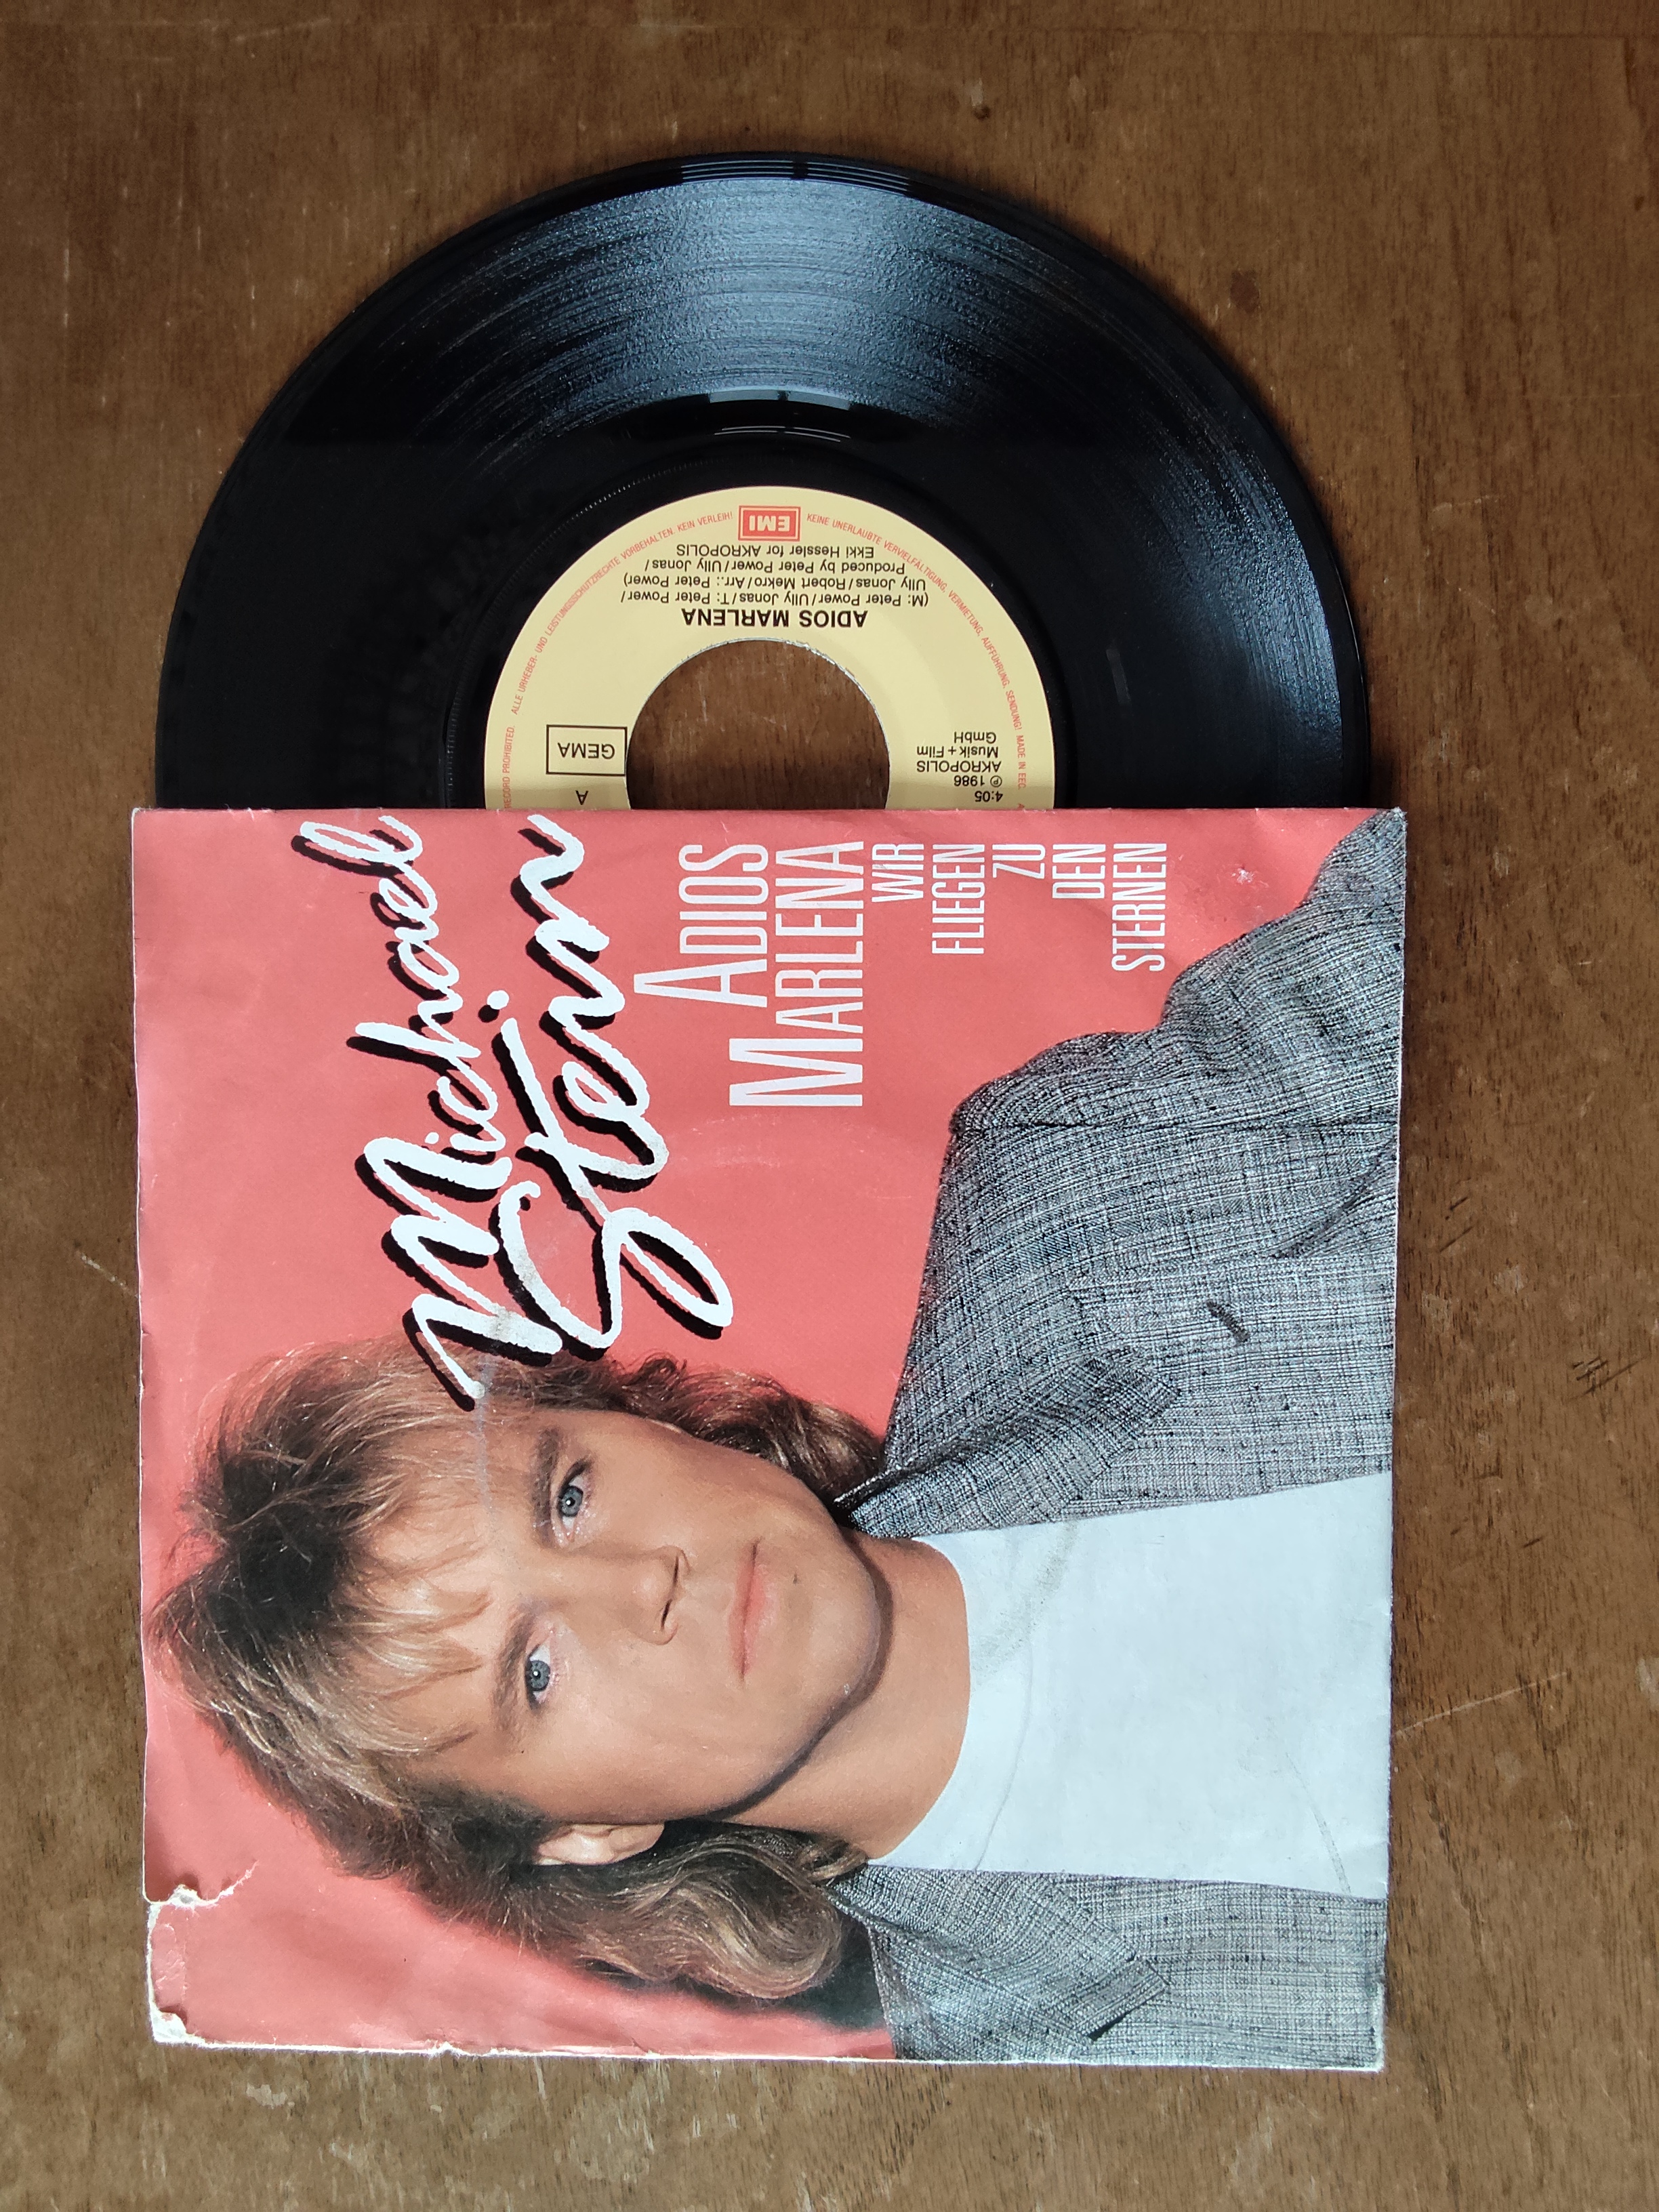 Michael
Stein
ADIOS
MARLENA
WIR
FLIEGEN
ZU
DEN
STERNEN
EMI
ADIOS MARLENA
(M: Peter Power/Ully Jonas/T: Peter Power/
Ully Jonas/Robert Mekro/Arr.: Peter Power)
Produced by Peter Power/Ully Jonas/
Ekki Hessler for AKROPOLIS
GEMA
A
4:05
℗ 1986
AKROPOLIS
Musik+Film
GmbH
RECORD PROHIBITED. ALLE URHEBER- UND LEISTUNGSSCHUTZRECHTE VORBEHALTEN. KEIN VERLEIH! KEINE UNERLAUBTE VERVIELFÄLTIGUNG, VERMIETUNG, AUFFÜHRUNG, SENDUNG! MADE IN EEC.